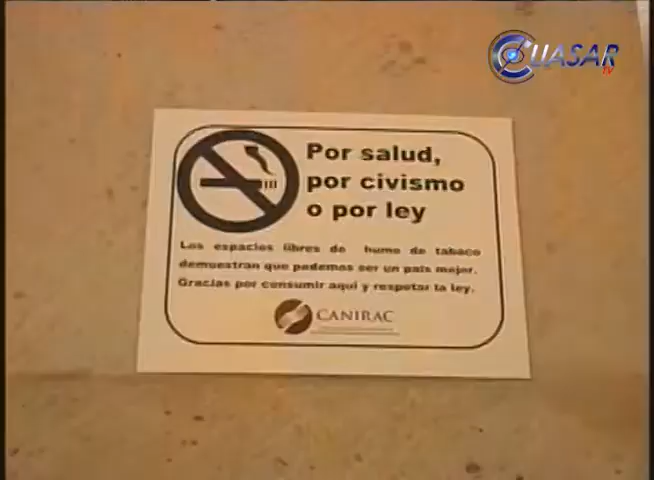 CUASAR
TV
Por salud,
por civismo
o por ley
Los espacios libres de humo de tabaco
demuestran que podemos ser un país mejor.
Gracias por consumir aquí y respetar la ley.
CANIRAC